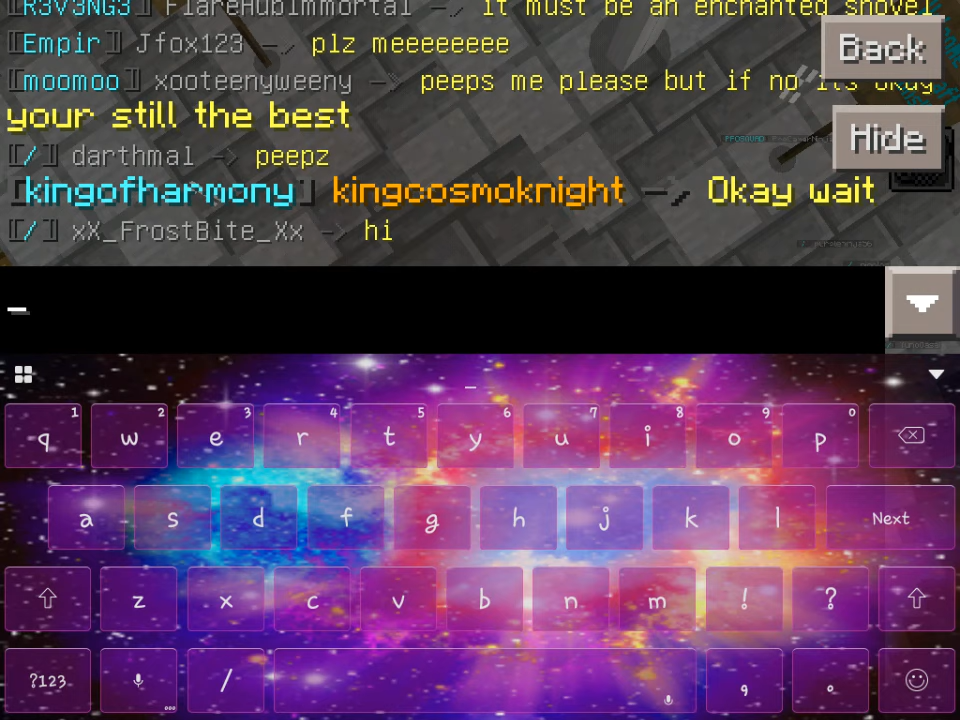 [R3V3NG3] FlareHubImmortal -> it must be an enchanted shovel
[Empir] Jfox123 -> plz meeeeeeee
Back
[moomoo] xooteenyweeny -> peeps me please but if no its okay
your still the best
Hide
[/] darthmal -> peepz
[kingofharmony] kingcosmoknight -> Okay wait
[/] xX_FrostBite_Xx -> hi
_
1 2 3 4 5 6 7 8 9 0
q w e r t y u i o p
a s d f g h j k l Next
z x c v b n m ! ?
?123 / , .